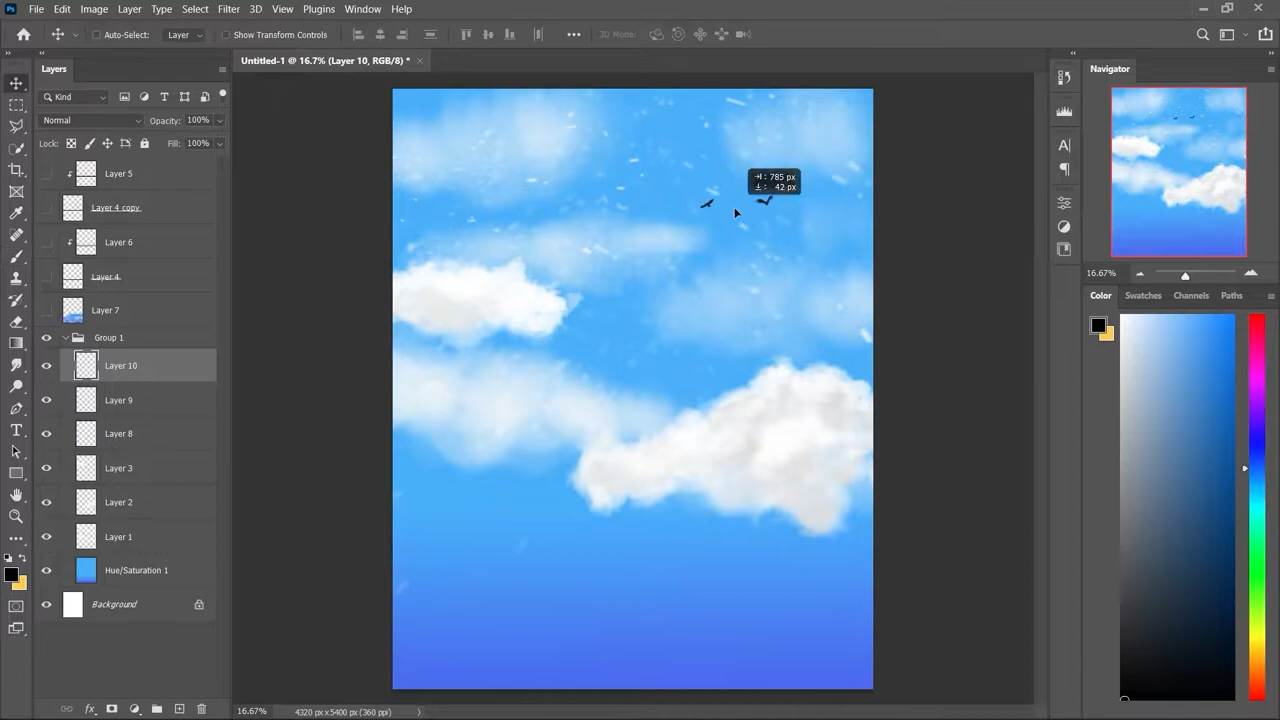 Ps File Edit Image Layer Type Select Filter 3D View Plugins Window Help
Auto-Select: Layer Show Transform Controls 3D Mode:
Layers
Untitled-1 @ 16.7% (Layer 10, RGB/8) *
Navigator
Kind
Normal Opacity: 100%
Lock: Fill: 100%
Layer 5
785 px
42 px
Layer 4 copy
Layer 6
Layer 4
16.67%
Color Swatches Channels Paths
Layer 7
Group 1
Layer 10
Layer 9
Layer 8
Layer 3
Layer 2
Layer 1
Hue/Saturation 1
Background
16.67% 4320 px x 5400 px (360 ppi)